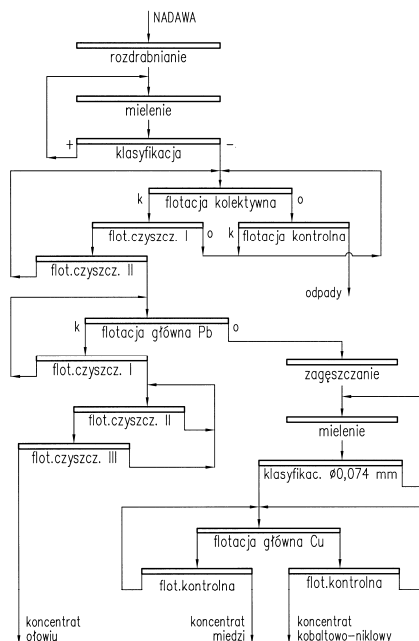 NADAWA
rozdrabnianie
mielenie
+ -
klasyfikacja
k flotacja kolektywna o
flot.czyszcz. I o k flotacja kontrolna
flot.czyszcz. II
odpady
k flotacja główna Pb o
flot.czyszcz. I
zagęszczanie
flot.czyszcz. II
mielenie
flot.czyszcz. III
klasyfikac. ø0,074 mm
flotacja główna Cu
flot.kontrolna flot.kontrolna
koncentrat koncentrat koncentrat
ołowiu miedzi kobaltowo-niklowy